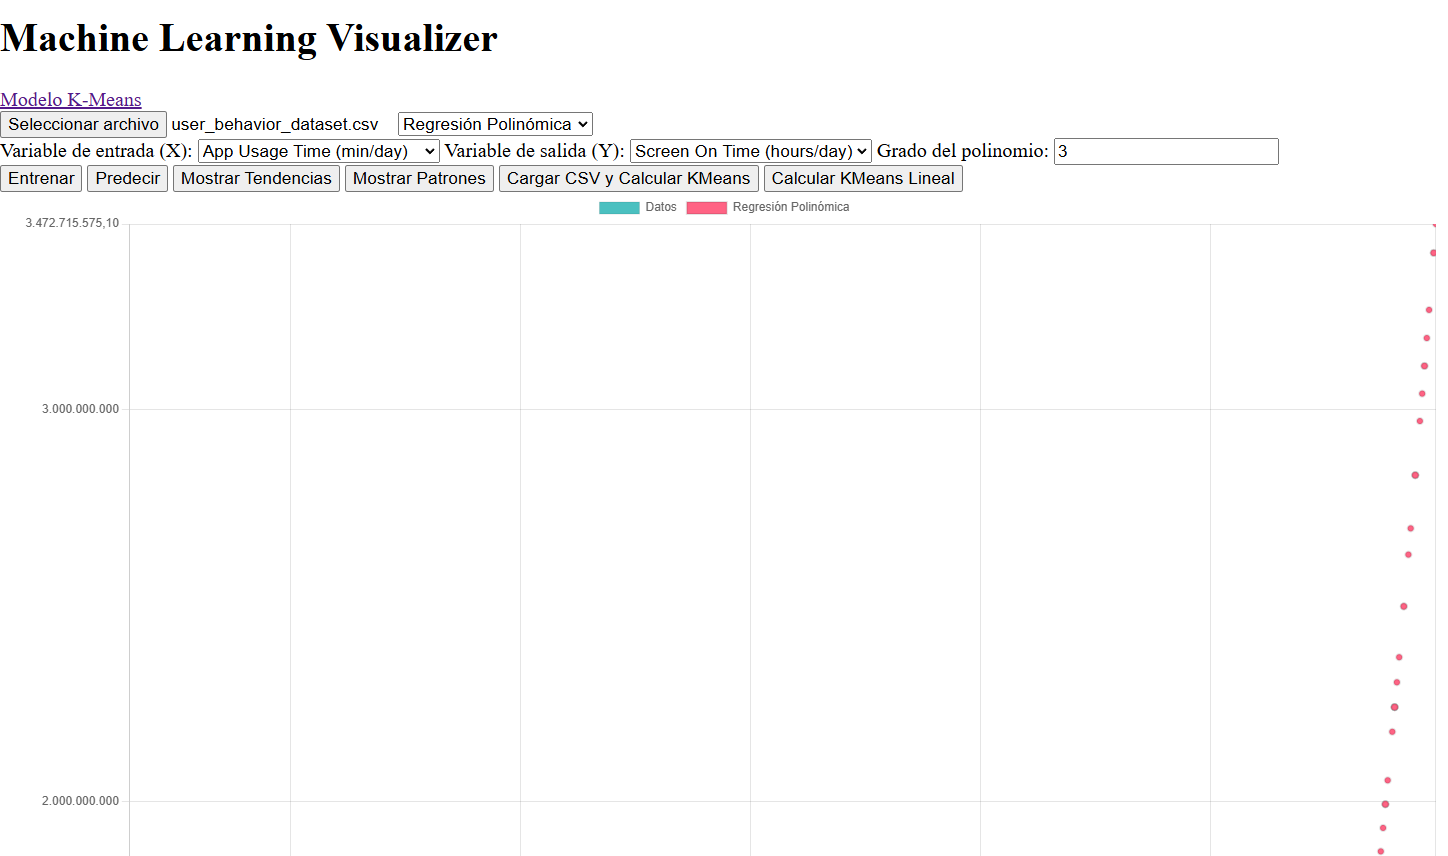 Machine Learning Visualizer
Modelo K-Means
Seleccionar archivo user_behavior_dataset.csv Regresión Polinómica
Variable de entrada (X): App Usage Time (min/day) Variable de salida (Y): Screen On Time (hours/day) Grado del polinomio: 3
Entrenar Predecir Mostrar Tendencias Mostrar Patrones Cargar CSV y Calcular KMeans Calcular KMeans Lineal
Datos Regresión Polinómica
3.472.715.575,10
3.000.000.000
2.000.000.000